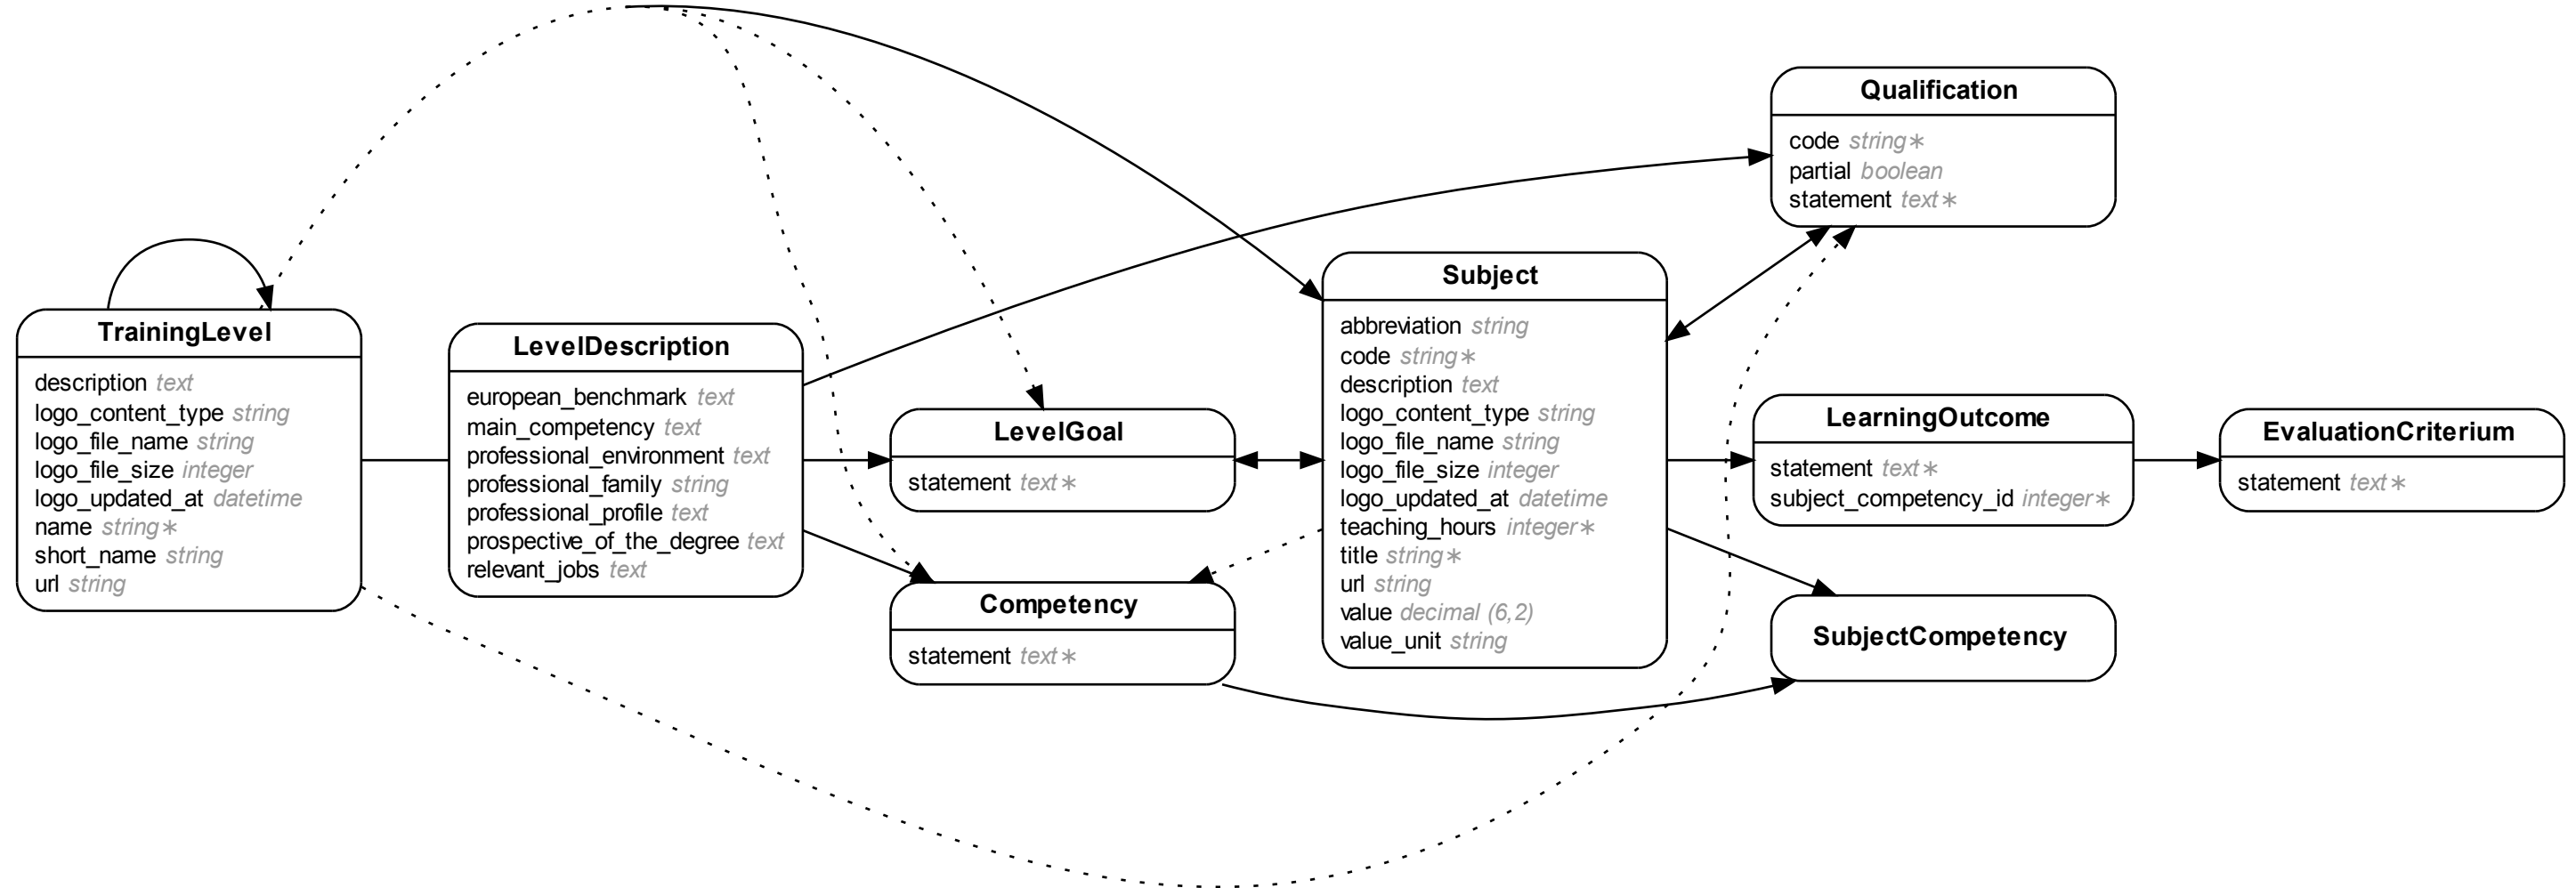 TrainingLevel
description text
logo_content_type string
logo_file_name string
logo_file_size integer
logo_updated_at datetime
name string∗
short_name string
url string
LevelDescription
european_benchmark text
main_competency text
professional_environment text
professional_family string
professional_profile text
prospective_of_the_degree text
relevant_jobs text
LevelGoal
statement text∗
Competency
statement text∗
Subject
abbreviation string
code string∗
description text
logo_content_type string
logo_file_name string
logo_file_size integer
logo_updated_at datetime
teaching_hours integer∗
title string∗
url string
value decimal (6,2)
value_unit string
Qualification
code string∗
partial boolean
statement text∗
LearningOutcome
statement text∗
subject_competency_id integer∗
SubjectCompetency
EvaluationCriterium
statement text∗